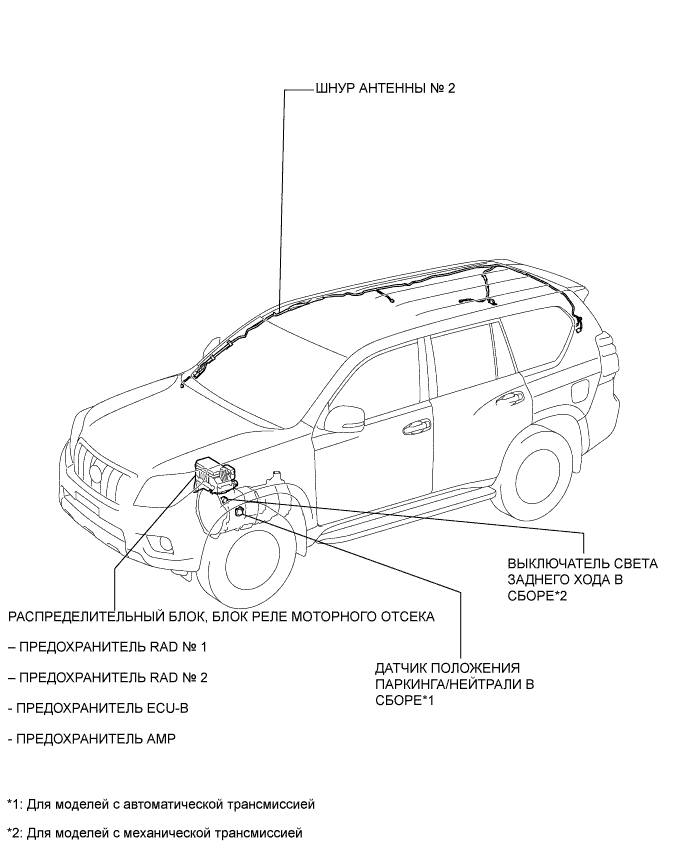 ШНУР АНТЕННЫ № 2
ВЫКЛЮЧАТЕЛЬ СВЕТА
ЗАДНЕГО ХОДА В
СБОРЕ*2
РАСПРЕДЕЛИТЕЛЬНЫЙ БЛОК, БЛОК РЕЛЕ МОТОРНОГО ОТСЕКА
– ПРЕДОХРАНИТЕЛЬ RAD № 1
– ПРЕДОХРАНИТЕЛЬ RAD № 2
- ПРЕДОХРАНИТЕЛЬ ECU-B
- ПРЕДОХРАНИТЕЛЬ AMP
ДАТЧИК ПОЛОЖЕНИЯ
ПАРКИНГА/НЕЙТРАЛИ В
СБОРЕ*1
*1: Для моделей с автоматической трансмиссией
*2: Для моделей с механической трансмиссией